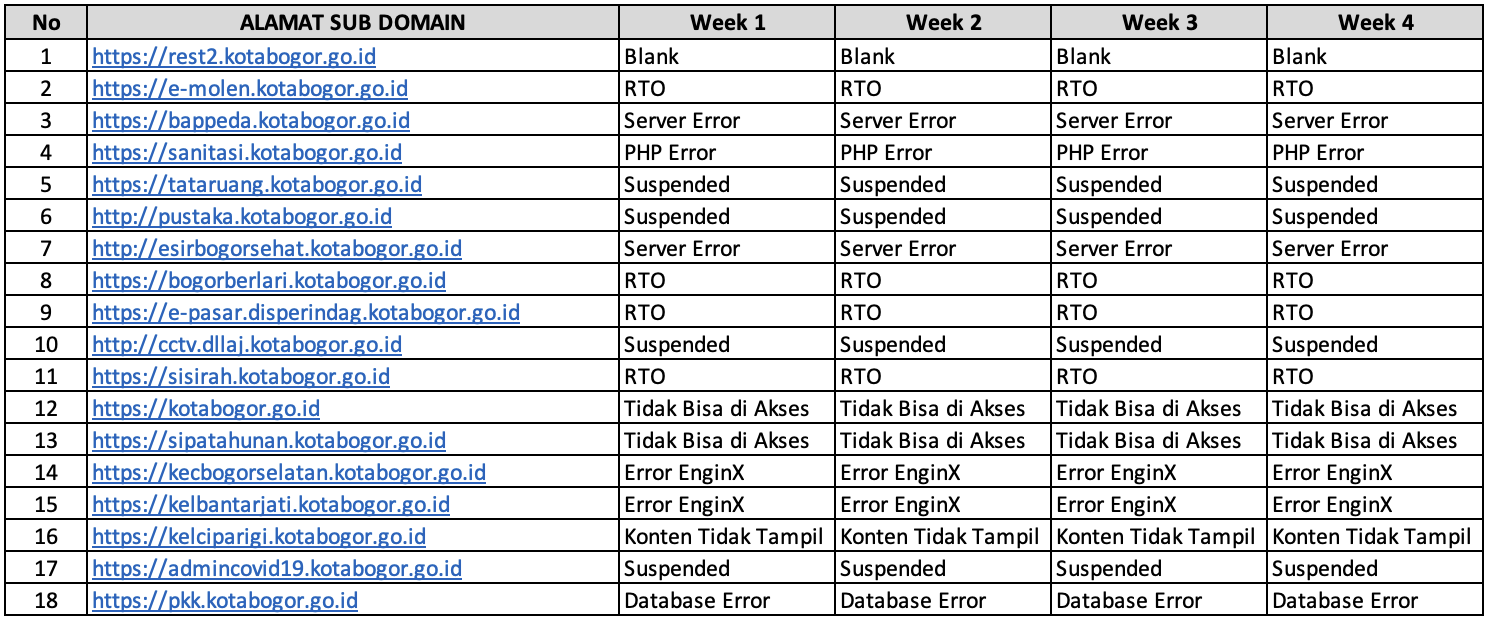 No ALAMAT SUB DOMAIN Week 1 Week 2 Week 3 Week 4
1 https://rest2.kotabogor.go.id Blank Blank Blank Blank
2 https://e-molen.kotabogor.go.id RTO RTO RTO RTO
3 https://bappeda.kotabogor.go.id Server Error Server Error Server Error Server Error
4 https://sanitasi.kotabogor.go.id PHP Error PHP Error PHP Error PHP Error
5 https://tataruang.kotabogor.go.id Suspended Suspended Suspended Suspended
6 http://pustaka.kotabogor.go.id Suspended Suspended Suspended Suspended
7 http://esirbogorsehat.kotabogor.go.id Server Error Server Error Server Error Server Error
8 https://bogorberlari.kotabogor.go.id RTO RTO RTO RTO
9 https://e-pasar.disperindag.kotabogor.go.id RTO RTO RTO RTO
10 http://cctv.dllaj.kotabogor.go.id Suspended Suspended Suspended Suspended
11 https://sisirah.kotabogor.go.id RTO RTO RTO RTO
12 https://kotabogor.go.id Tidak Bisa di Akses Tidak Bisa di Akses Tidak Bisa di Akses Tidak Bisa di Akses
13 https://sipatahunan.kotabogor.go.id Tidak Bisa di Akses Tidak Bisa di Akses Tidak Bisa di Akses Tidak Bisa di Akses
14 https://kecbogorselatan.kotabogor.go.id Error EnginX Error EnginX Error EnginX Error EnginX
15 https://kelbantarjati.kotabogor.go.id Error EnginX Error EnginX Error EnginX Error EnginX
16 https://kelciparigi.kotabogor.go.id Konten Tidak Tampil Konten Tidak Tampil Konten Tidak Tampil Konten Tidak Tampil
17 https://admincovid19.kotabogor.go.id Suspended Suspended Suspended Suspended
18 https://pkk.kotabogor.go.id Database Error Database Error Database Error Database Error